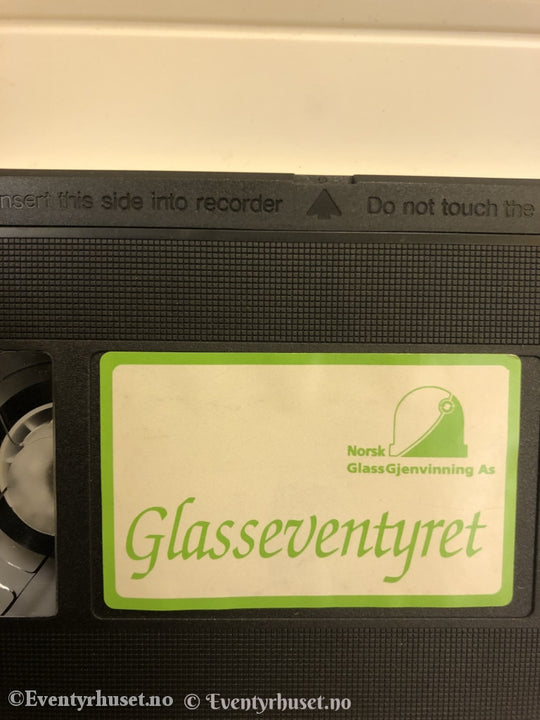 nsert this side into recorder Do not touch the
Norsk
GlassGjenvinning As
Glasseventyret
©Eventyrhuset.no © Eventyrhuset.no